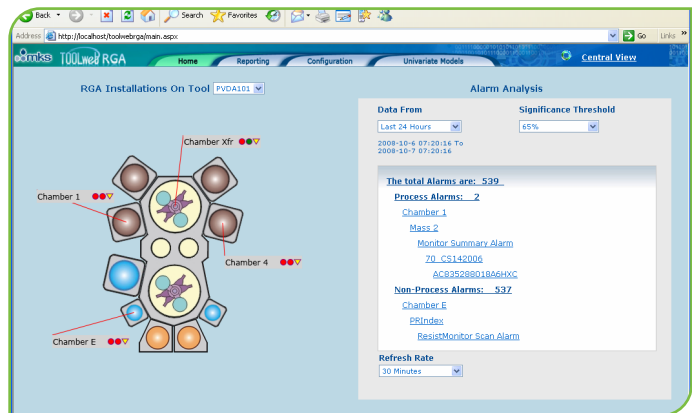 Back
Search
Favorites
Address http://localhost/toolwebrga/main.aspx Go Links »
mks TOOLweb RGA Home Reporting Configuration Univariate Models Central View
RGA Installations On Tool PVDA101
Alarm Analysis
Data From Significance Threshold
Last 24 Hours 65%
2008-10-6 07:20:16 To
2008-10-7 07:20:16
Chamber Xfr
Chamber 1
Chamber 4
Chamber E
The total Alarms are: 539
Process Alarms: 2
Chamber 1
Mass 2
Monitor Summary Alarm
70_CS142006
AC835288018A6HXC
Non-Process Alarms: 537
Chamber E
PRIndex
ResistMonitor Scan Alarm
Refresh Rate
30 Minutes